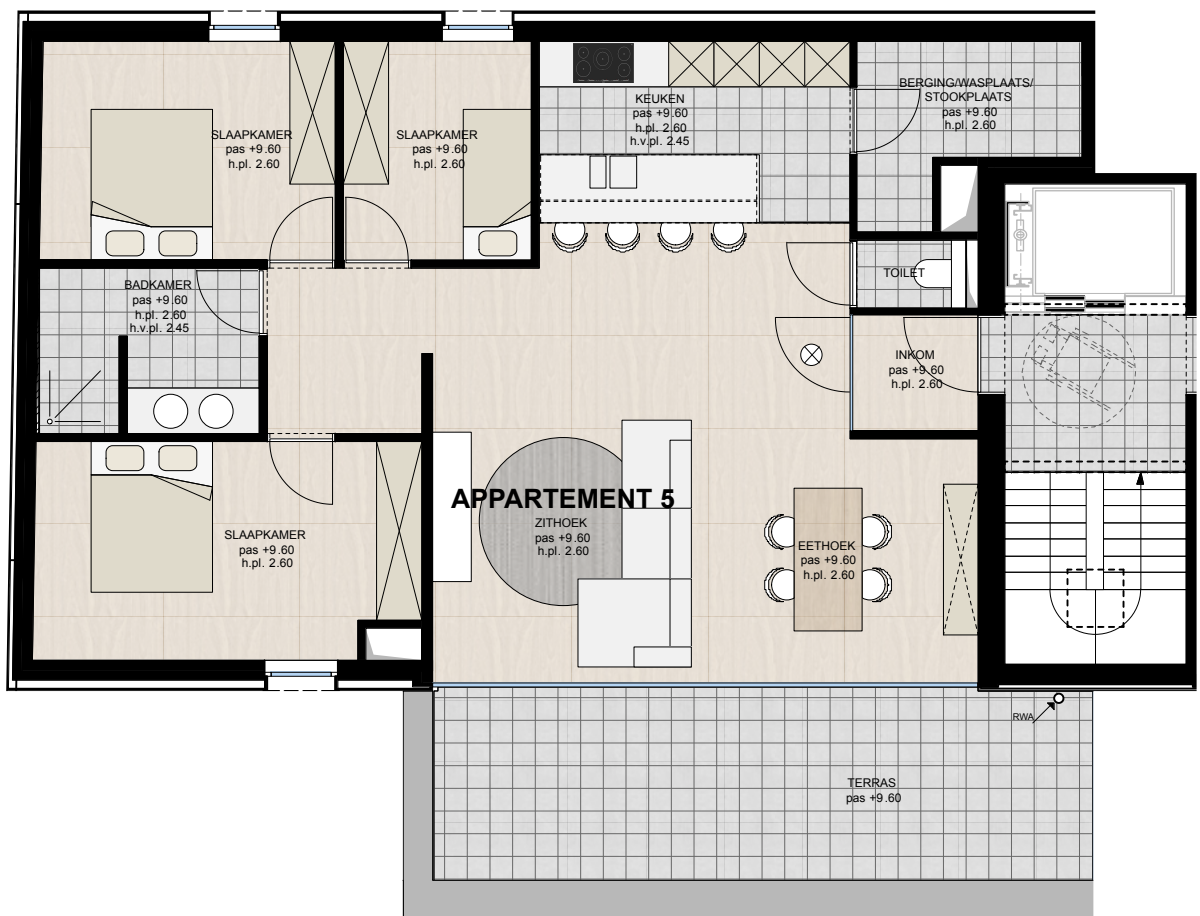 SLAAPKAMER
pas +9.60
h.pl. 2.60
SLAAPKAMER
pas +9.60
h.pl. 2.60
KEUKEN
pas +9.60
h.pl. 2.60
h.v.pl. 2.45
BERGING/WASPLAATS/
STOOKPLAATS
pas +9.60
h.pl. 2.60
BADKAMER
pas +9.60
h.pl. 2.60
h.v.pl. 2.45
TOILET
INKOM
pas +9.60
h.pl. 2.60
APPARTEMENT 5
ZITHOEK
pas +9.60
h.pl. 2.60
SLAAPKAMER
pas +9.60
h.pl. 2.60
EETHOEK
pas +9.60
h.pl. 2.60
RWA
TERRAS
pas +9.60